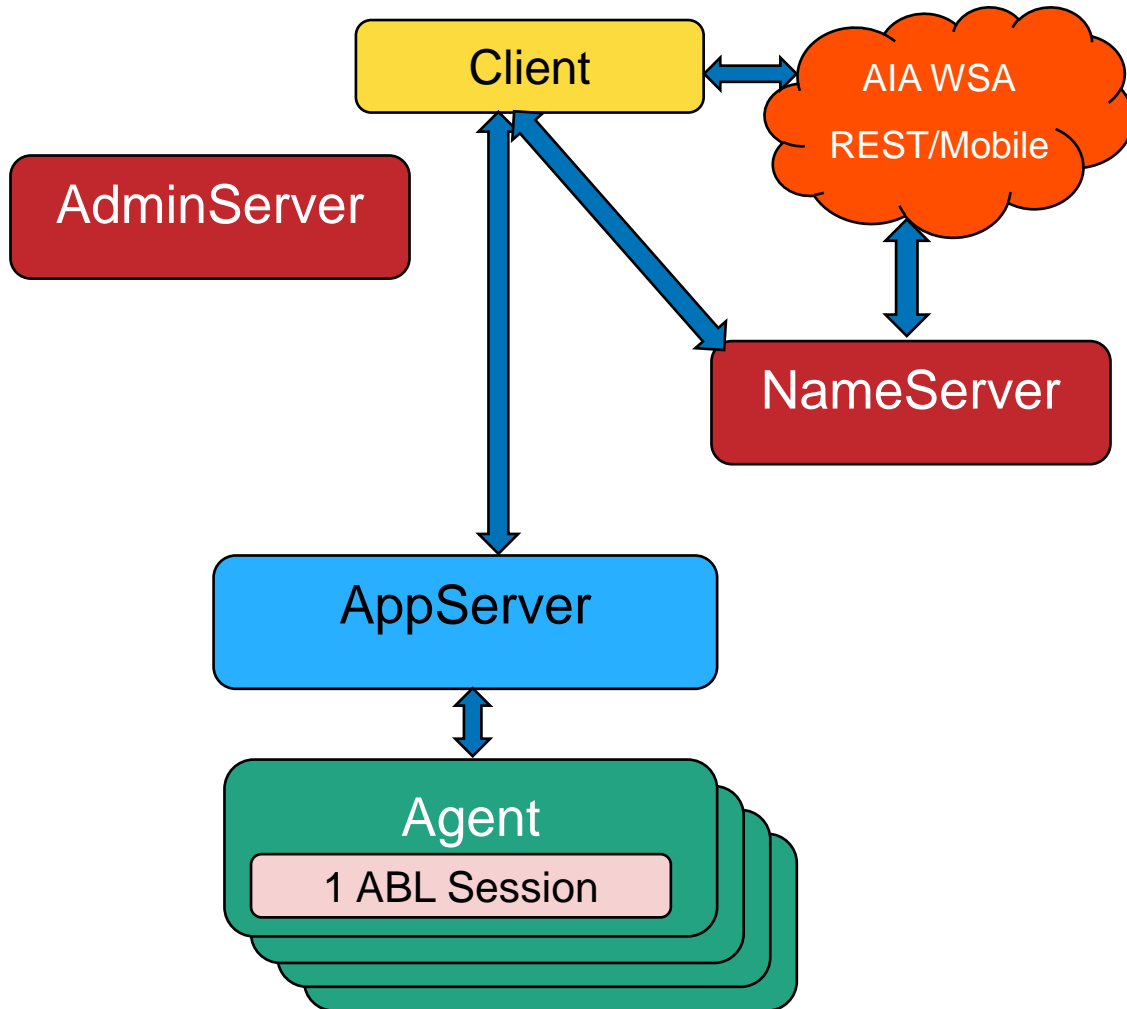 Client
AIA WSA
REST/Mobile
AdminServer
NameServer
AppServer
Agent
1 ABL Session